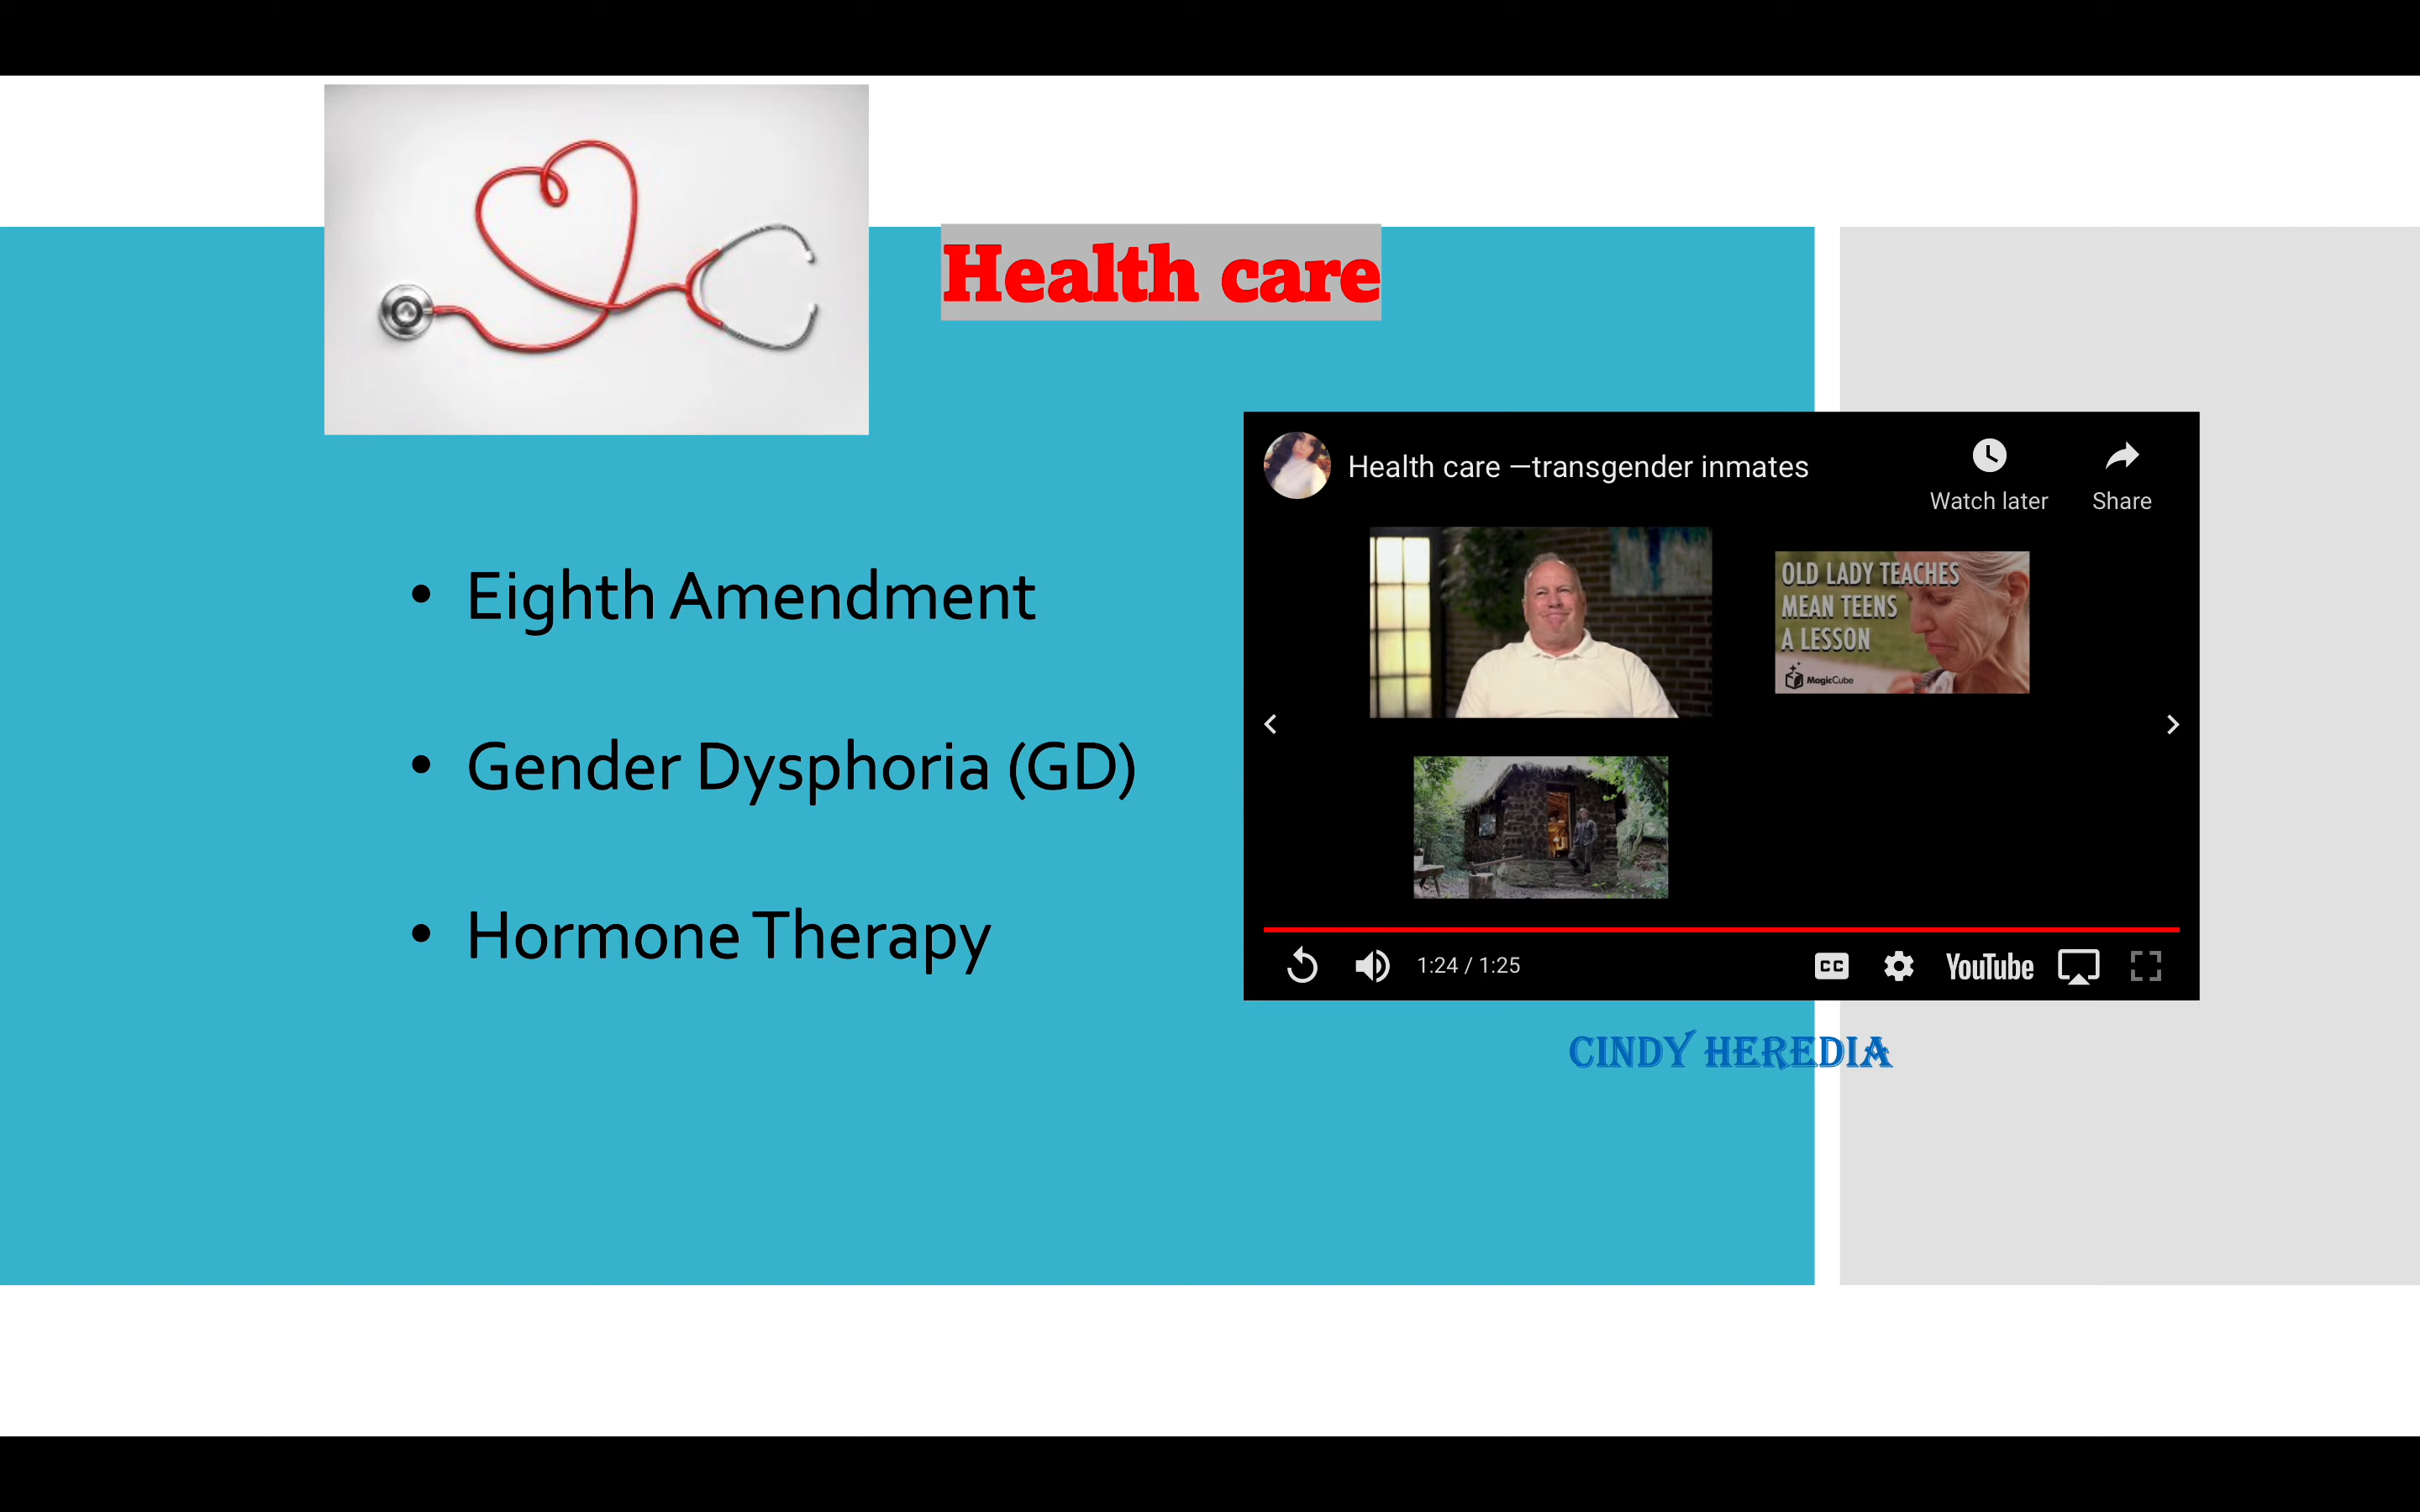 Health care
• Eighth Amendment
• Gender Dysphoria (GD)
• Hormone Therapy
Health care —transgender inmates
Watch later
Share
OLD LADY TEACHES
MEAN TEENS
A LESSON
MagicCube
1:24 / 1:25
CC
YouTube
CINDY HEREDIA